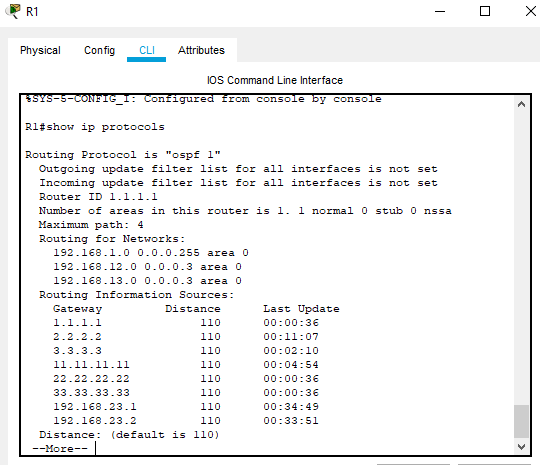 R1
Physical Config CLI Attributes
IOS Command Line Interface
%SYS-5-CONFIG_I: Configured from console by console
R1#show ip protocols
Routing Protocol is "ospf 1"
Outgoing update filter list for all interfaces is not set
Incoming update filter list for all interfaces is not set
Router ID 1.1.1.1
Number of areas in this router is 1. 1 normal 0 stub 0 nssa
Maximum path: 4
Routing for Networks:
192.168.1.0 0.0.0.255 area 0
192.168.12.0 0.0.0.3 area 0
192.168.13.0 0.0.0.3 area 0
Routing Information Sources:
Gateway Distance Last Update
1.1.1.1 110 00:00:36
2.2.2.2 110 00:11:07
3.3.3.3 110 00:02:10
11.11.11.11 110 00:04:54
22.22.22.22 110 00:00:36
33.33.33.33 110 00:00:36
192.168.23.1 110 00:34:49
192.168.23.2 110 00:33:51
Distance: (default is 110)
--More--